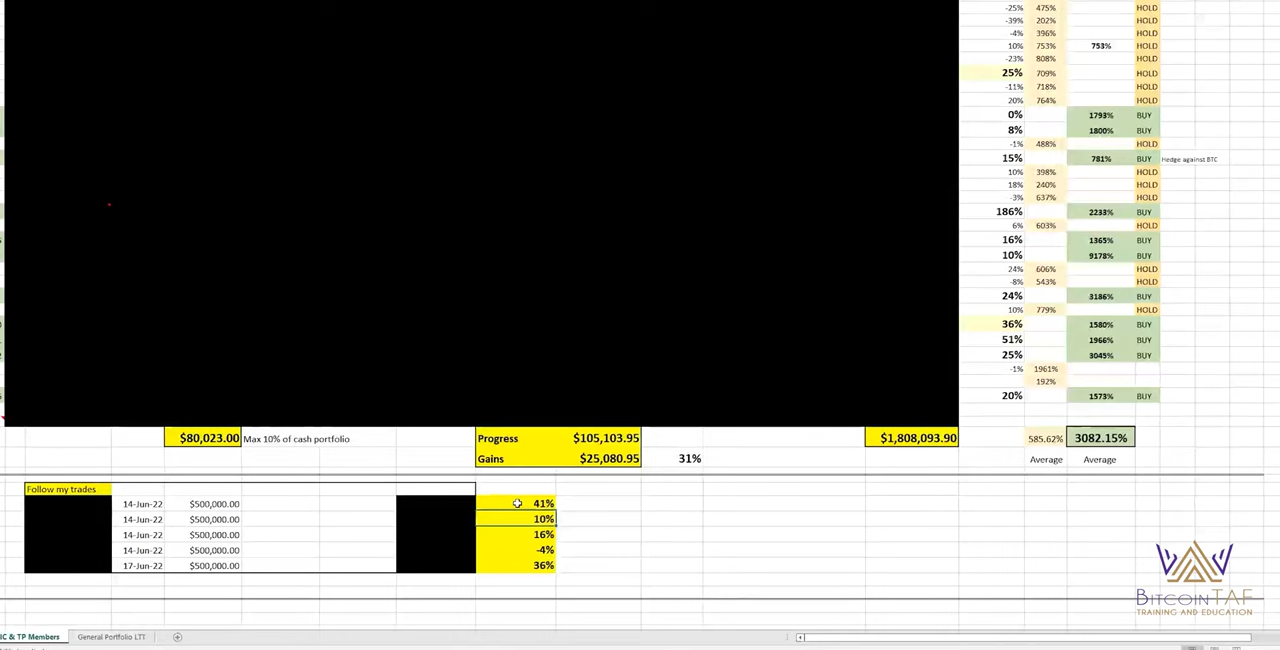 -25% 475% HOLD
-39% 202% HOLD
-4% 396% HOLD
10% 753% 753% HOLD
-23% 808% HOLD
25% 709% HOLD
-11% 718% HOLD
20% 764% HOLD
0% 1793% BUY
8% 1800% BUY
-1% 488% HOLD
15% 781% BUY Hedge against BTC
10% 398% HOLD
18% 240% HOLD
-3% 637% HOLD
186% 2233% BUY
6% 603% HOLD
16% 1365% BUY
10% 9178% BUY
24% 606% HOLD
-8% 543% HOLD
24% 3186% BUY
10% 779% HOLD
36% 1580% BUY
51% 1966% BUY
25% 3045% BUY
-1% 1961%
192%
20% 1573% BUY
$80,023.00 Max 10% of cash portfolio Progress $105,103.95 $1,808,093.90 585.62% 3082.15%
Gains $25,080.95 31% Average Average
Follow my trades
14-Jun-22 $500,000.00 41%
14-Jun-22 $500,000.00 10%
14-Jun-22 $500,000.00 16%
14-Jun-22 $500,000.00 -4%
17-Jun-22 $500,000.00 36%
BITCOINTAF
TRAINING AND EDUCATION
IC & TP Members General Portfolio LTT